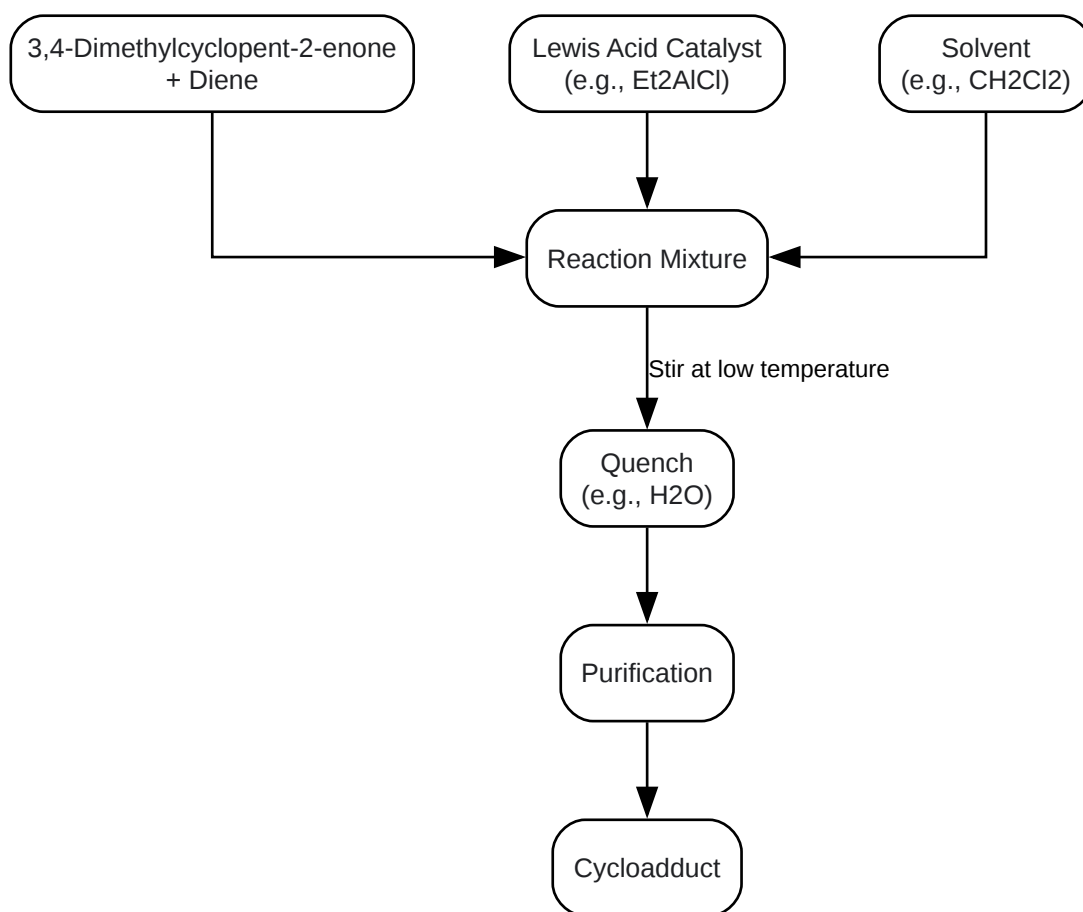 3,4-Dimethylcyclopent-2-enone
+ Diene
Lewis Acid Catalyst
(e.g., Et2AlCl)
Solvent
(e.g., CH2Cl2)
Reaction Mixture
Stir at low temperature
Quench
(e.g., H2O)
Purification
Cycloadduct